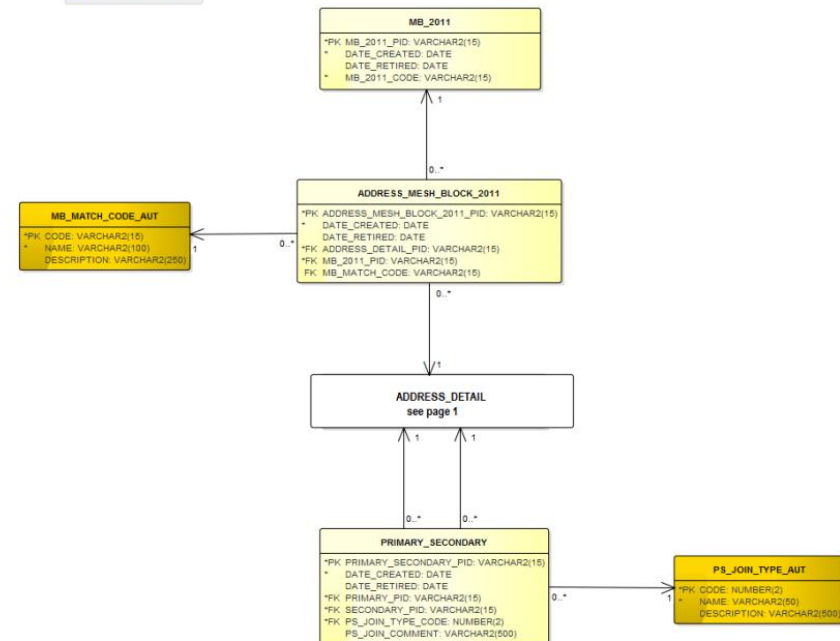 MB_2011
*PK MB_2011_PID: VARCHAR2(15)
* DATE_CREATED: DATE
DATE_RETIRED: DATE
* MB_2011_CODE: VARCHAR2(15)
1
0..*
ADDRESS_MESH_BLOCK_2011
*PK ADDRESS_MESH_BLOCK_2011_PID: VARCHAR2(15)
* DATE_CREATED: DATE
DATE_RETIRED: DATE
*FK ADDRESS_DETAIL_PID: VARCHAR2(15)
*FK MB_2011_PID: VARCHAR2(15)
FK MB_MATCH_CODE: VARCHAR2(15)
MB_MATCH_CODE_AUT
*PK CODE: VARCHAR2(15)
* NAME: VARCHAR2(100)
DESCRIPTION: VARCHAR2(250)
1
0..*
0..*
1
ADDRESS_DETAIL
see page 1
1
1
0..*
0..*
PRIMARY_SECONDARY
*PK PRIMARY_SECONDARY_PID: VARCHAR2(15)
* DATE_CREATED: DATE
DATE_RETIRED: DATE
*FK PRIMARY_PID: VARCHAR2(15)
*FK SECONDARY_PID: VARCHAR2(15)
*FK PS_JOIN_TYPE_CODE: NUMBER(2)
PS_JOIN_COMMENT: VARCHAR2(500)
0..*
1
PS_JOIN_TYPE_AUT
*PK CODE: NUMBER(2)
* NAME: VARCHAR2(50)
DESCRIPTION: VARCHAR2(500)